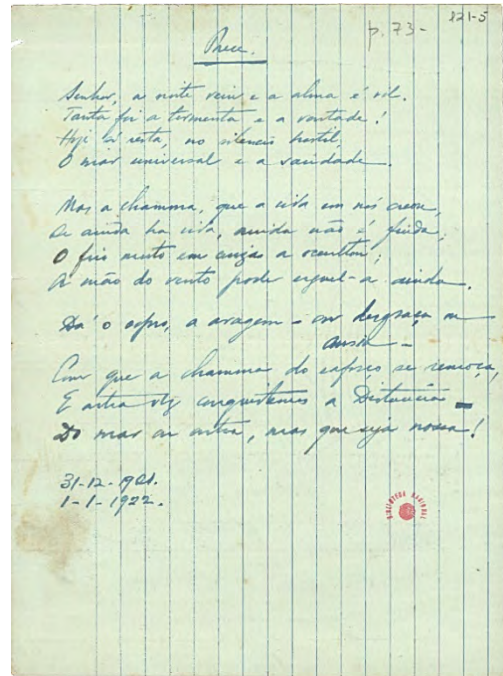 p. 73-
121-5
Prece.
Senhor, a noite veiu e a alma é vil.
Tanta foi a tormenta e a vontade!
Hoje só resta, no silencio hostil,
O mar universal e a saudade.
Mas a chamma, que a vida em nós creou,
Se ainda ha vida, ainda não é finda;
O frio morto em cinzas a occultou;
A mão do vento pode erguel-a ainda.
Dá o sopro, a aragem — ou desgraça ou
ansia —
Com que a chamma do esforço se remoça,
E outra vez conquistemos a Distancia —
Do mar ou outra, mas que seja nossa!
31-12-1921.
1-1-1922.
BIBLIOTECA NACIONAL